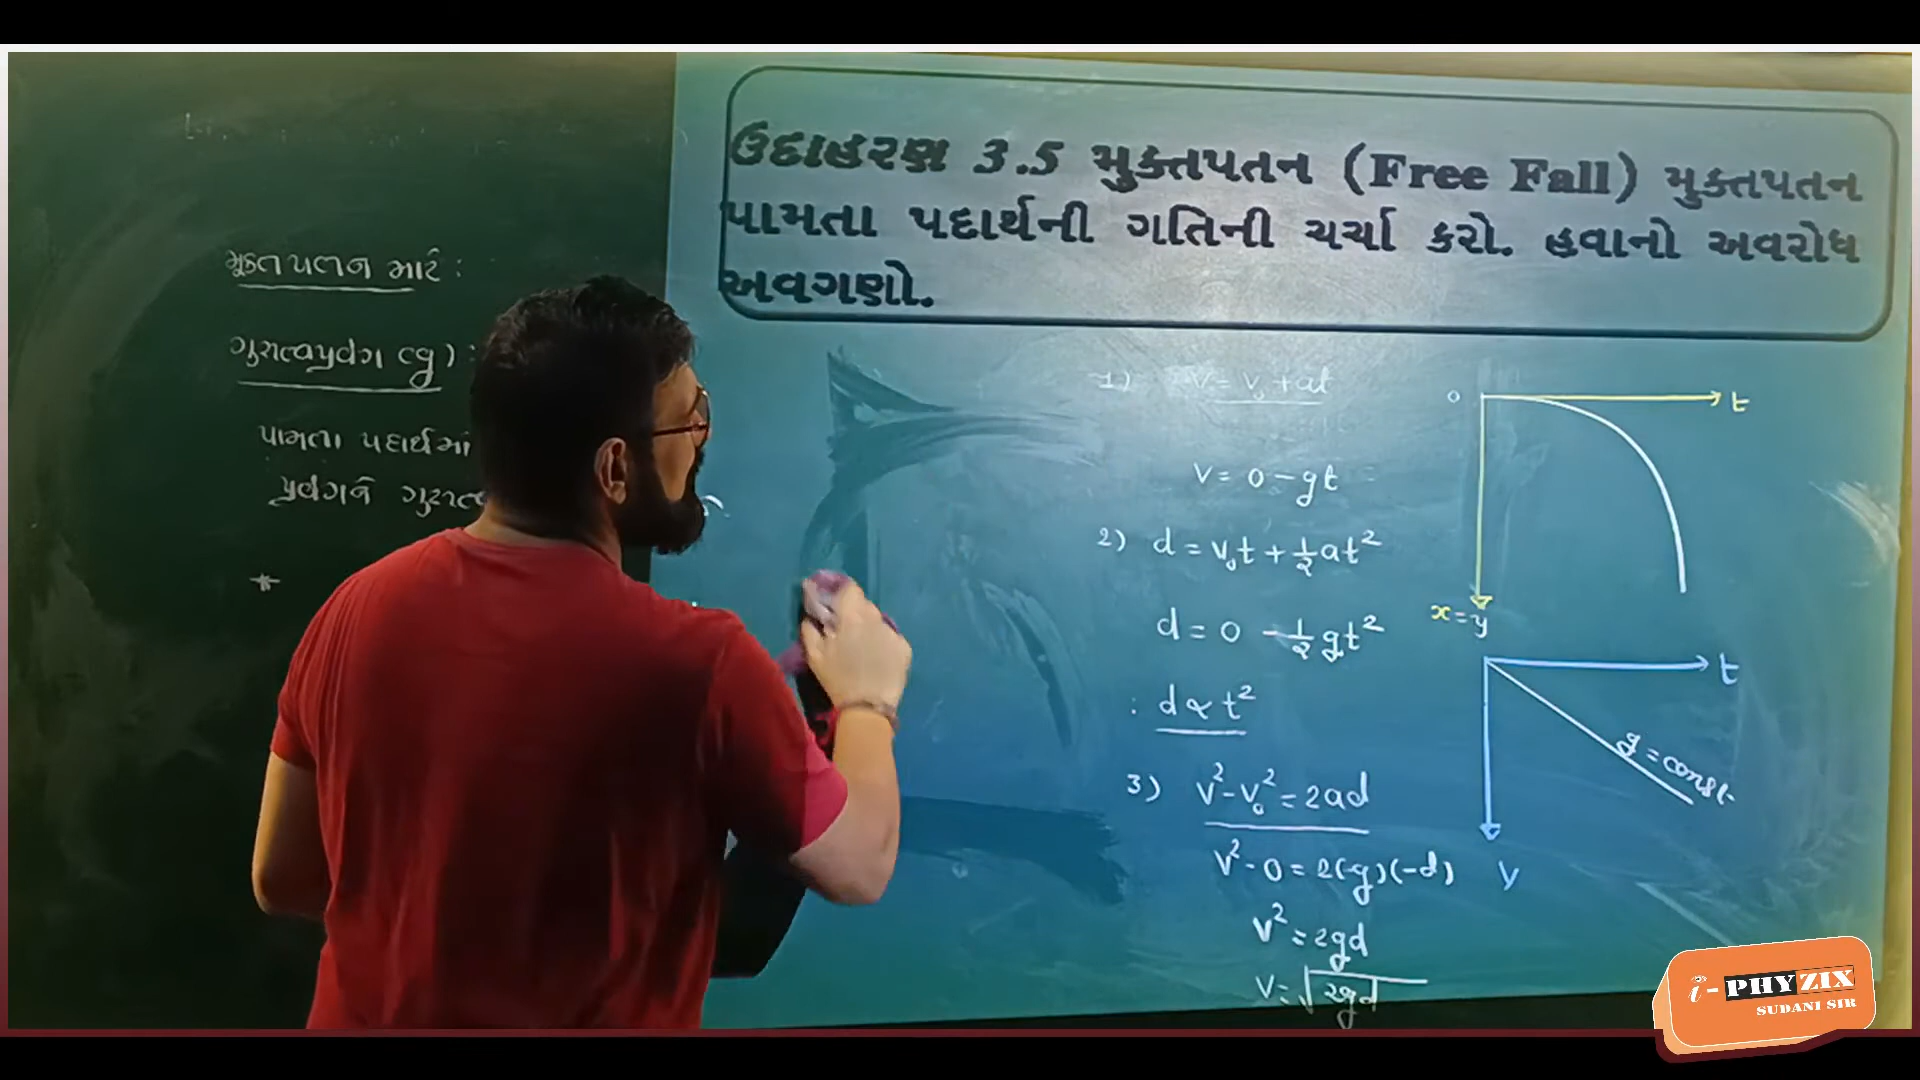 ઉદાહરણ 3.5 મુક્તપતન (Free Fall) મુક્તપતન
પામતા પદાર્થની ગતિની ચર્ચા કરો. હવાનો અવરોધ
અવગણો.
મુક્ત પતન માટે :
ગુરુત્વપ્રવેગ (g) :
પામતા પદાર્થમાં
પ્રવેગને
*
1) V = V₀ + at
V = 0 - gt
2) d = V₀t + ½at²
d = 0 - ½gt²
: d ∝ t²
3) V² - V₀² = 2ad
V² - 0 = 2(-g)(-d)
V² = 2gd
V = √2gd
0
t
x = y
t
g = const.
y
i-PHYZIX
SUDANI SIR